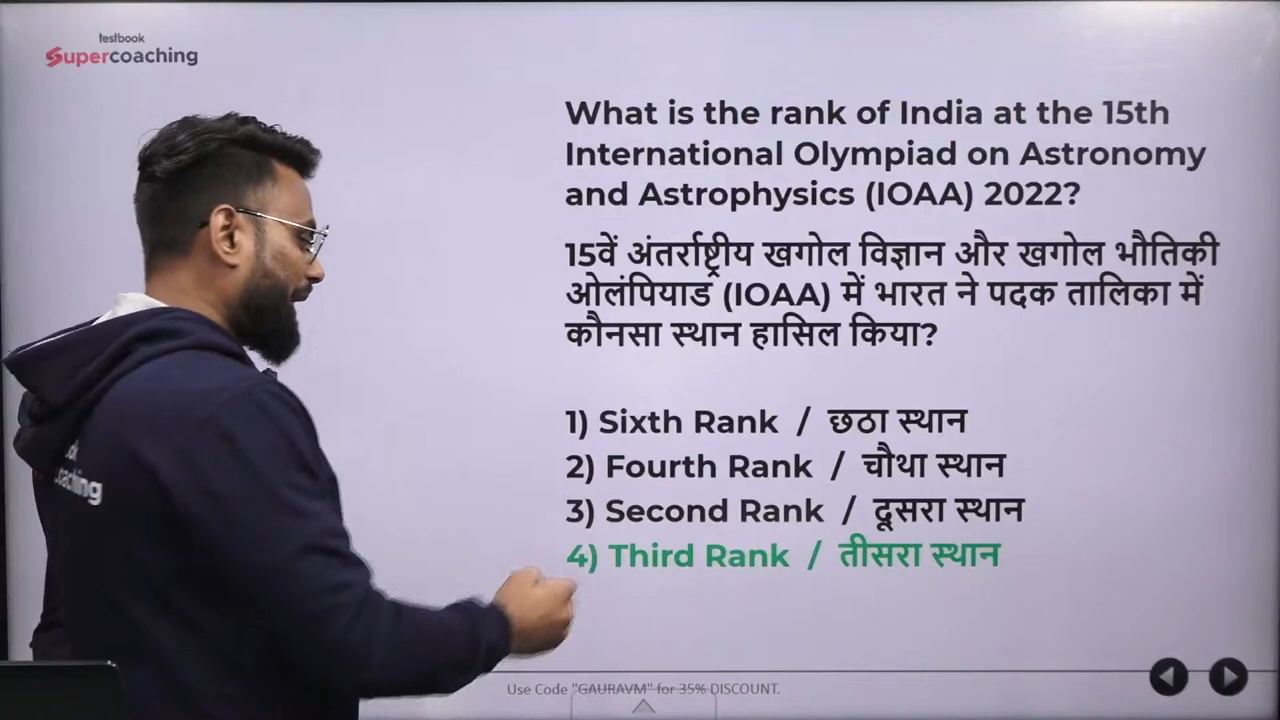 testbook
Supercoaching
What is the rank of India at the 15th
International Olympiad on Astronomy
and Astrophysics (IOAA) 2022?
15वें अंतर्राष्ट्रीय खगोल विज्ञान और खगोल भौतिकी
ओलंपियाड (IOAA) में भारत ने पदक तालिका में
कौनसा स्थान हासिल किया?
1) Sixth Rank / छठा स्थान
2) Fourth Rank / चौथा स्थान
3) Second Rank / दूसरा स्थान
4) Third Rank / तीसरा स्थान
Use Code "GAURAVM" for 35% DISCOUNT.